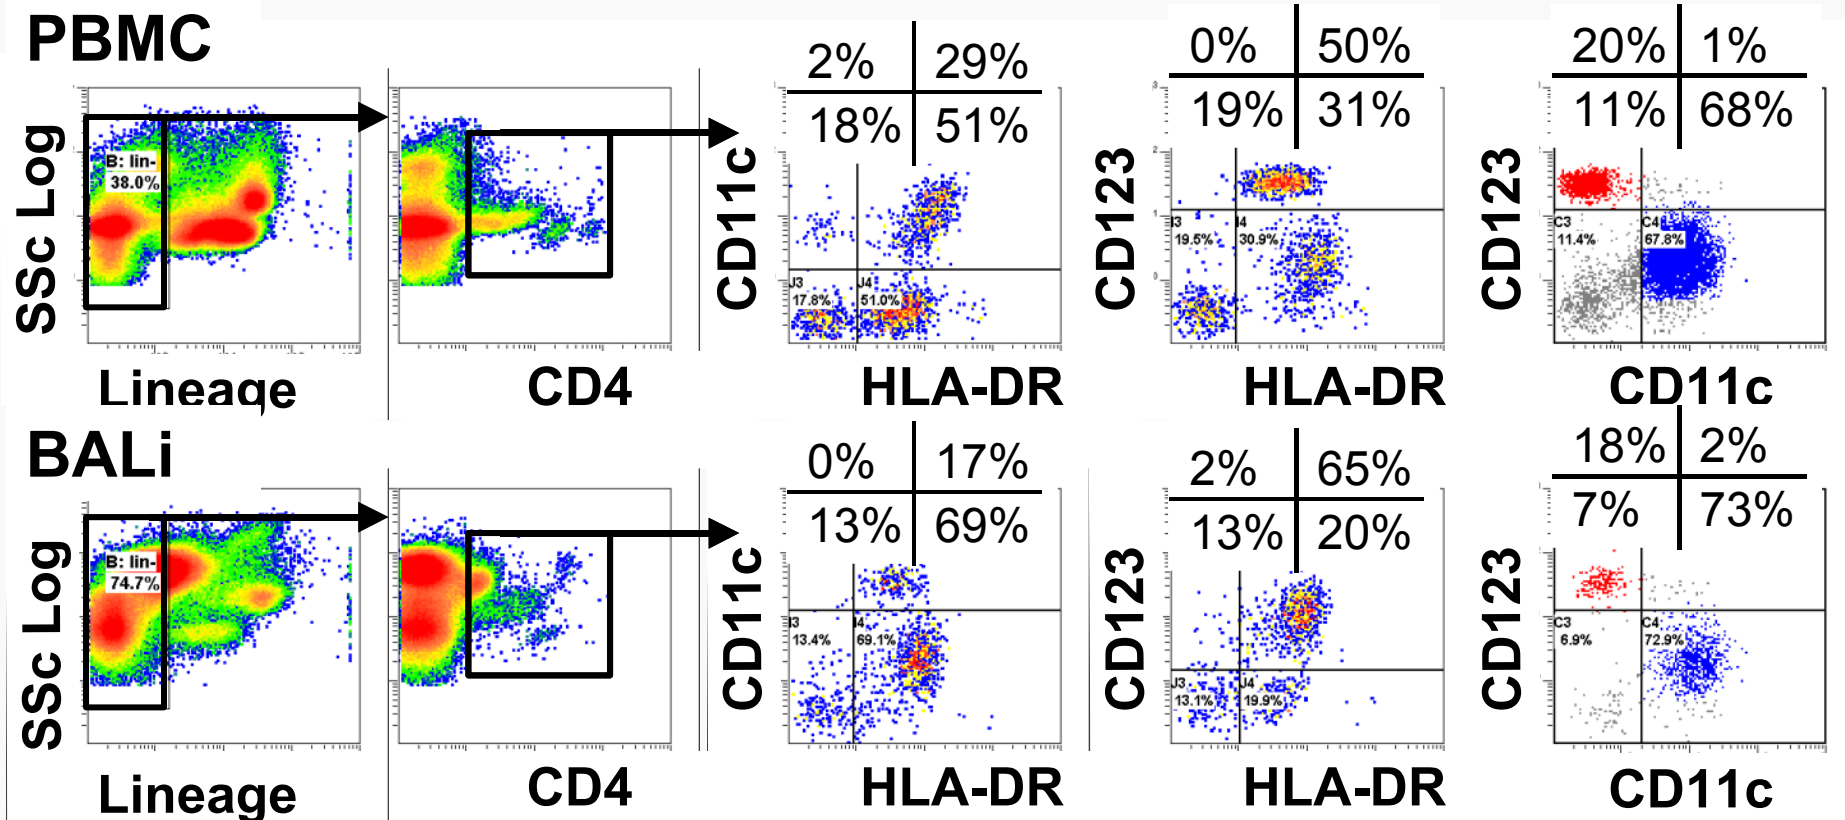 PBMC
2% 29%
18% 51%
0% 50%
19% 31%
20% 1%
11% 68%
SSc Log
B: lin-
38.0%
CD11c
J3
17.8%
J4
51.0%
CD123
I3
19.5%
I4
30.9%
CD123
C3
11.4%
C4
67.8%
Lineage
CD4
HLA-DR
HLA-DR
CD11c
BALi
0% 17%
13% 69%
2% 65%
13% 20%
18% 2%
7% 73%
SSc Log
B: lin-
74.7%
CD11c
I3
13.4%
I4
69.1%
CD123
J3
13.1%
J4
19.9%
CD123
C3
6.9%
C4
72.9%
Lineage
CD4
HLA-DR
HLA-DR
CD11c